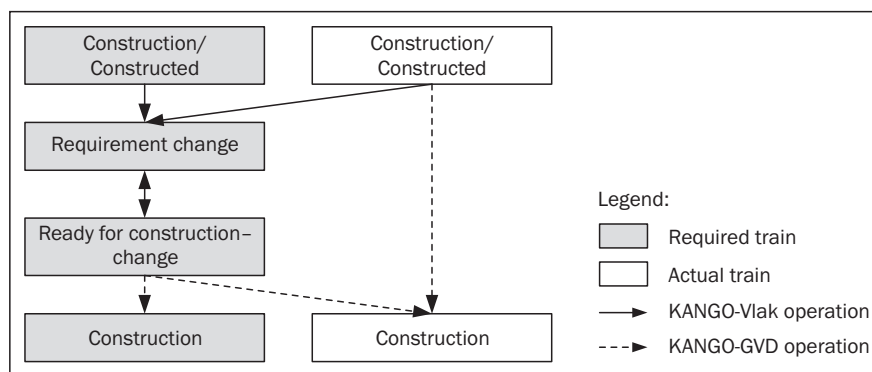 Construction/
Constructed
Construction/
Constructed
Requirement change
Ready for construction–
change
Construction
Construction
Legend:
Required train
Actual train
KANGO-Vlak operation
KANGO-GVD operation